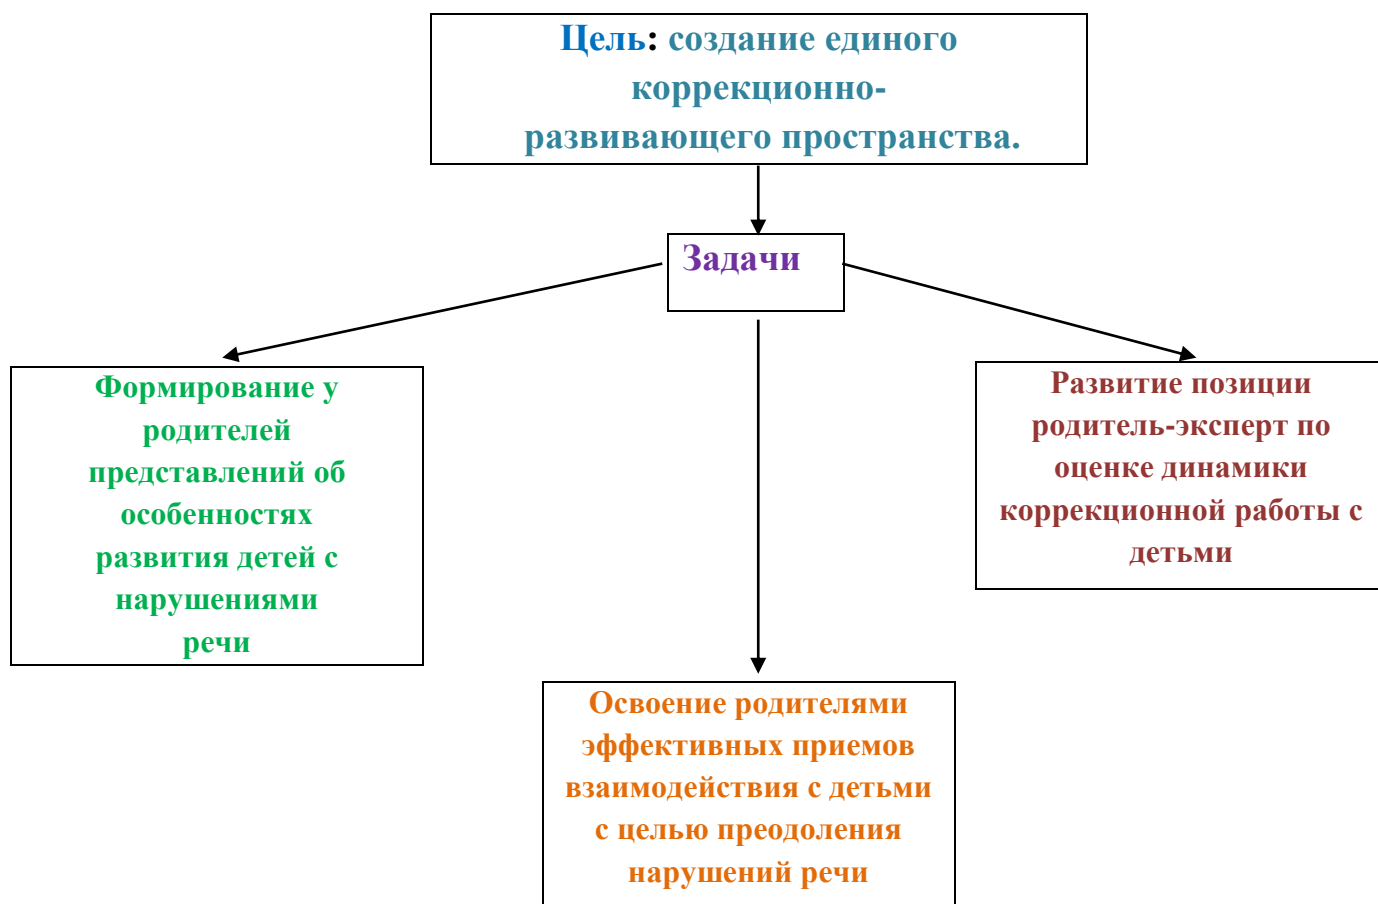 Цель: создание единого
коррекционно-
развивающего пространства.
Задачи
Формирование у
родителей
представлений об
особенностях
развития детей с
нарушениями
речи
Освоение родителями
эффективных приемов
взаимодействия с детьми
с целью преодоления
нарушений речи
Развитие позиции
родитель-эксперт по
оценке динамики
коррекционной работы с
детьми